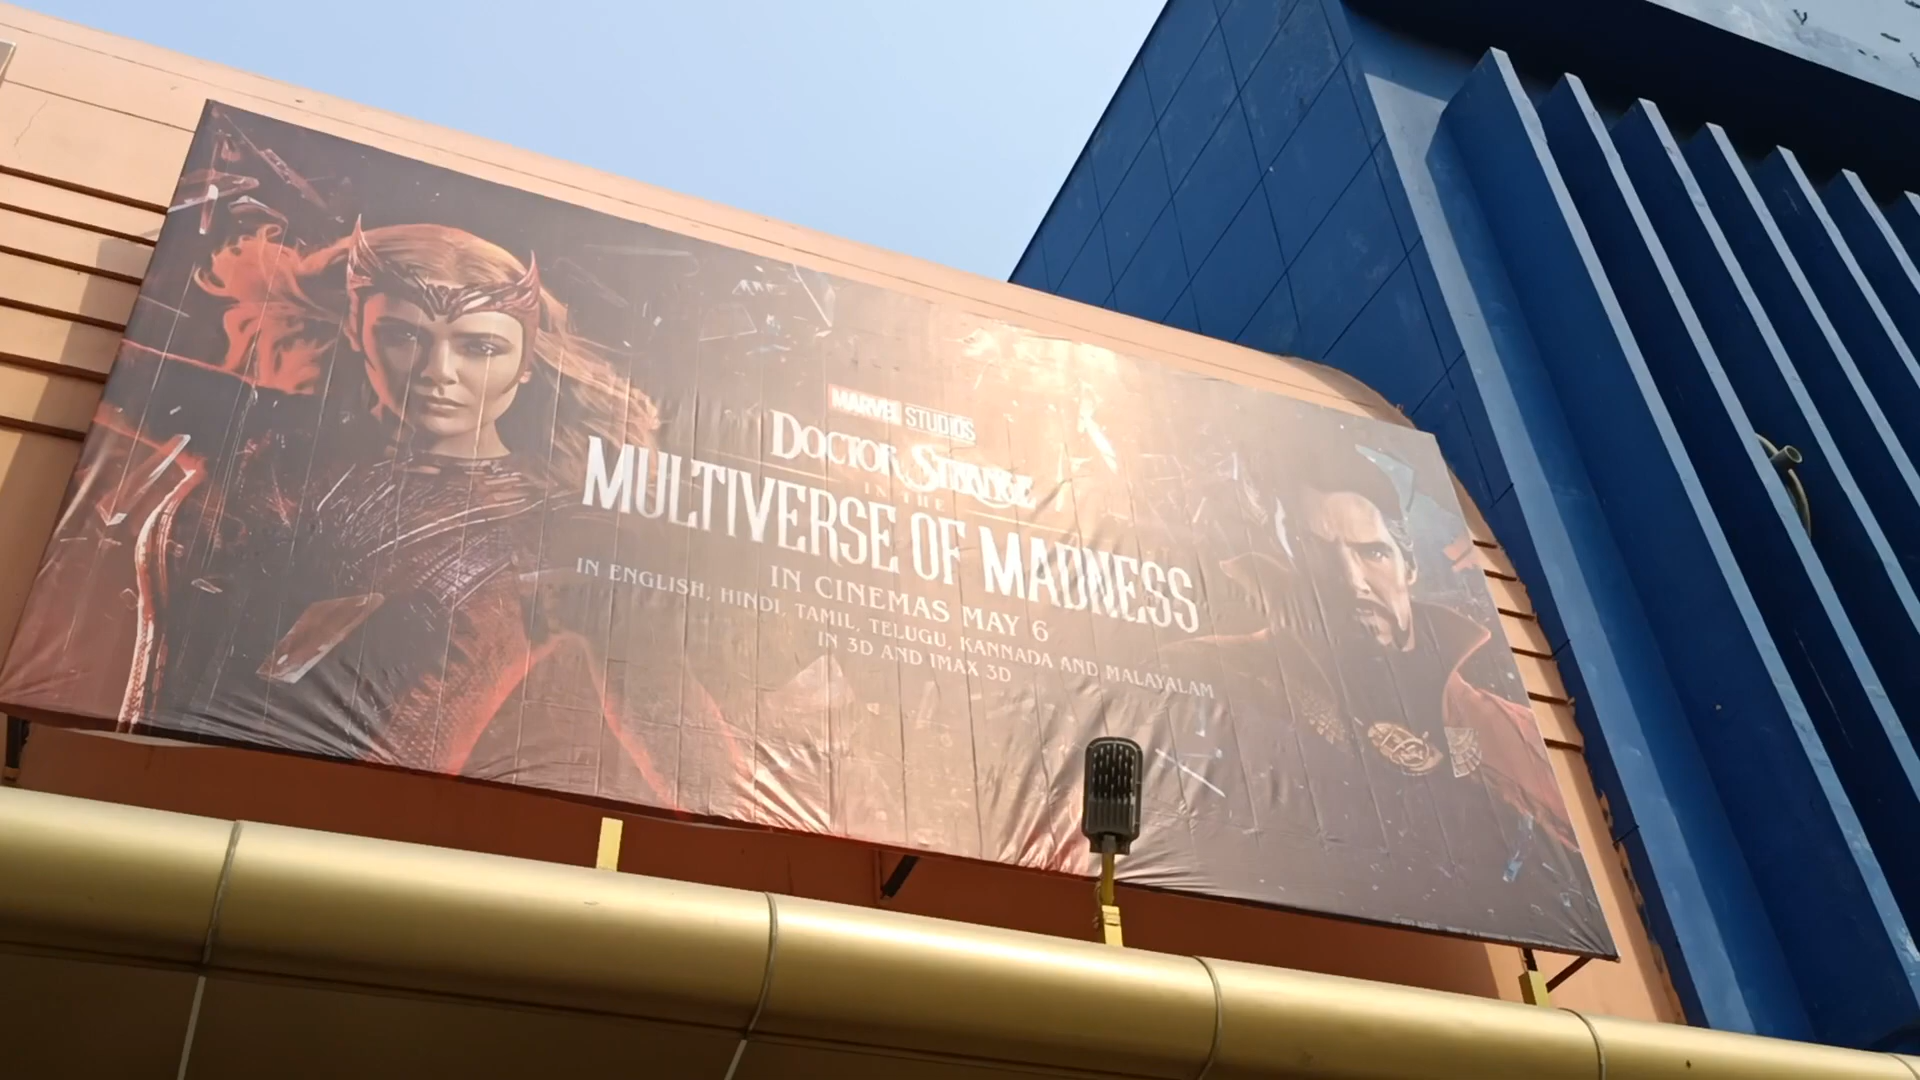 MARVEL STUDIOS
DOCTOR STRANGE
IN THE
MULTIVERSE OF MADNESS
IN CINEMAS MAY 6
IN ENGLISH, HINDI, TAMIL, TELUGU, KANNADA AND MALAYALAM
IN 3D AND IMAX 3D